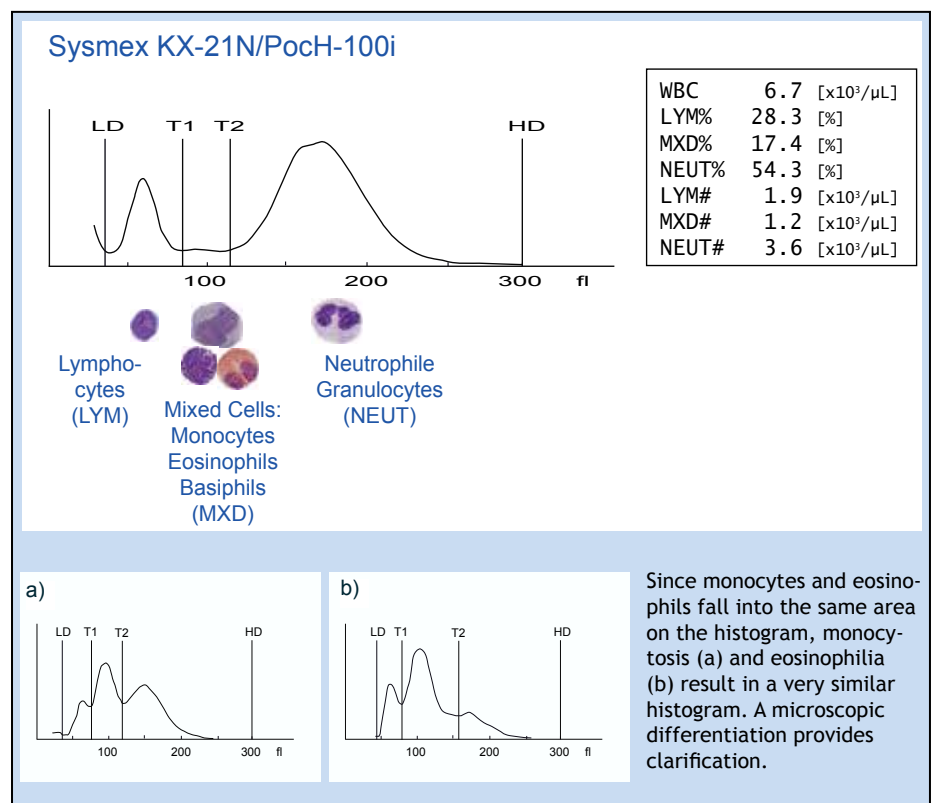 Sysmex KX-21N/PocH-100i
WBC 6.7 [x10³/µL]
LYM% 28.3 [%]
MXD% 17.4 [%]
NEUT% 54.3 [%]
LYM# 1.9 [x10³/µL]
MXD# 1.2 [x10³/µL]
NEUT# 3.6 [x10³/µL]
LD T1 T2 HD
100 200 300 fl
Lympho-
cytes
(LYM)
Mixed Cells:
Monocytes
Eosinophils
Basiphils
(MXD)
Neutrophile
Granulocytes
(NEUT)
a)
LD T1 T2 HD
100 200 300 fl
b)
LD T1 T2 HD
100 200 300 fl
Since monocytes and eosino-
phils fall into the same area
on the histogram, monocy-
tosis (a) and eosinophilia
(b) result in a very similar
histogram. A microscopic
differentiation provides
clarification.